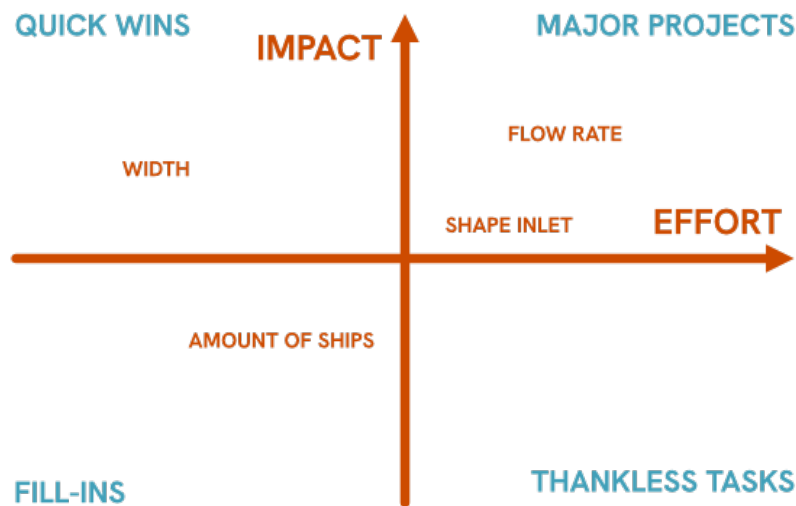 QUICK WINS
MAJOR PROJECTS
IMPACT
FLOW RATE
WIDTH
SHAPE INLET
EFFORT
AMOUNT OF SHIPS
FILL-INS
THANKLESS TASKS